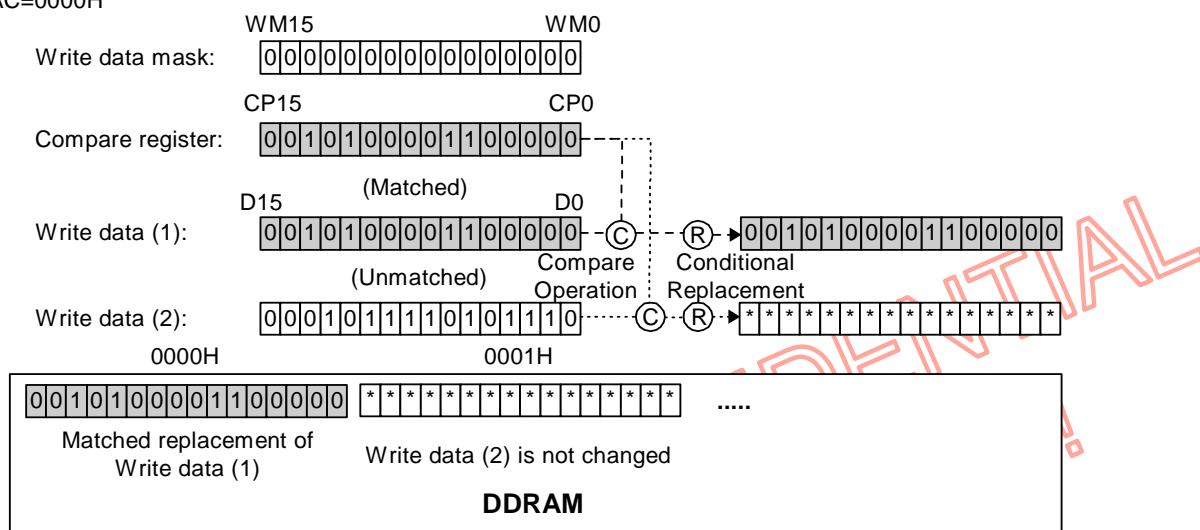 AC=0000H
WM15 WM0
Write data mask: 0000000000000000
CP15 CP0
Compare register: 0010100001100000
(Matched)
D15 D0
Write data (1): 0010100001100000 C R 0010100001100000
(Unmatched) Compare Operation Conditional Replacement
Write data (2): 0001011110101110 C R ****************
0000H 0001H
0010100001100000 **************** .....
Matched replacement of
Write data (1)
Write data (2) is not changed
DDRAM